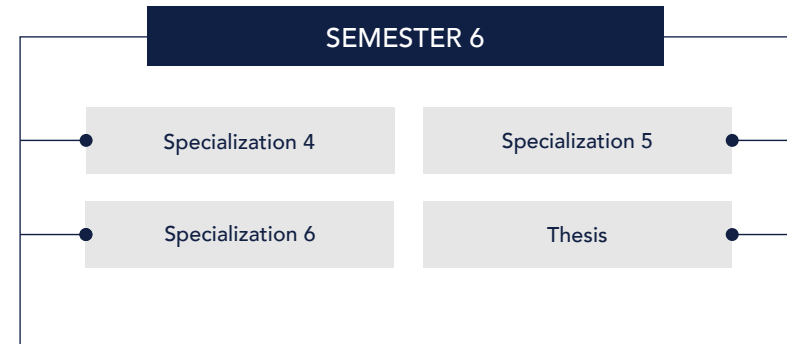 SEMESTER 6
Specialization 4
Specialization 5
Specialization 6
Thesis